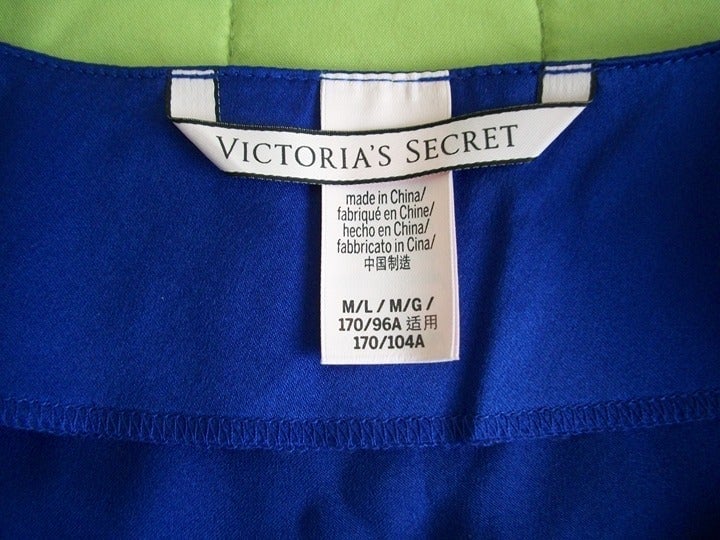 VICTORIA'S SECRET
made in China/
fabriqué en Chine/
hecho en China/
fabbricato in Cina/
中国制造
M/L / M/G /
170/96A 适用
170/104A